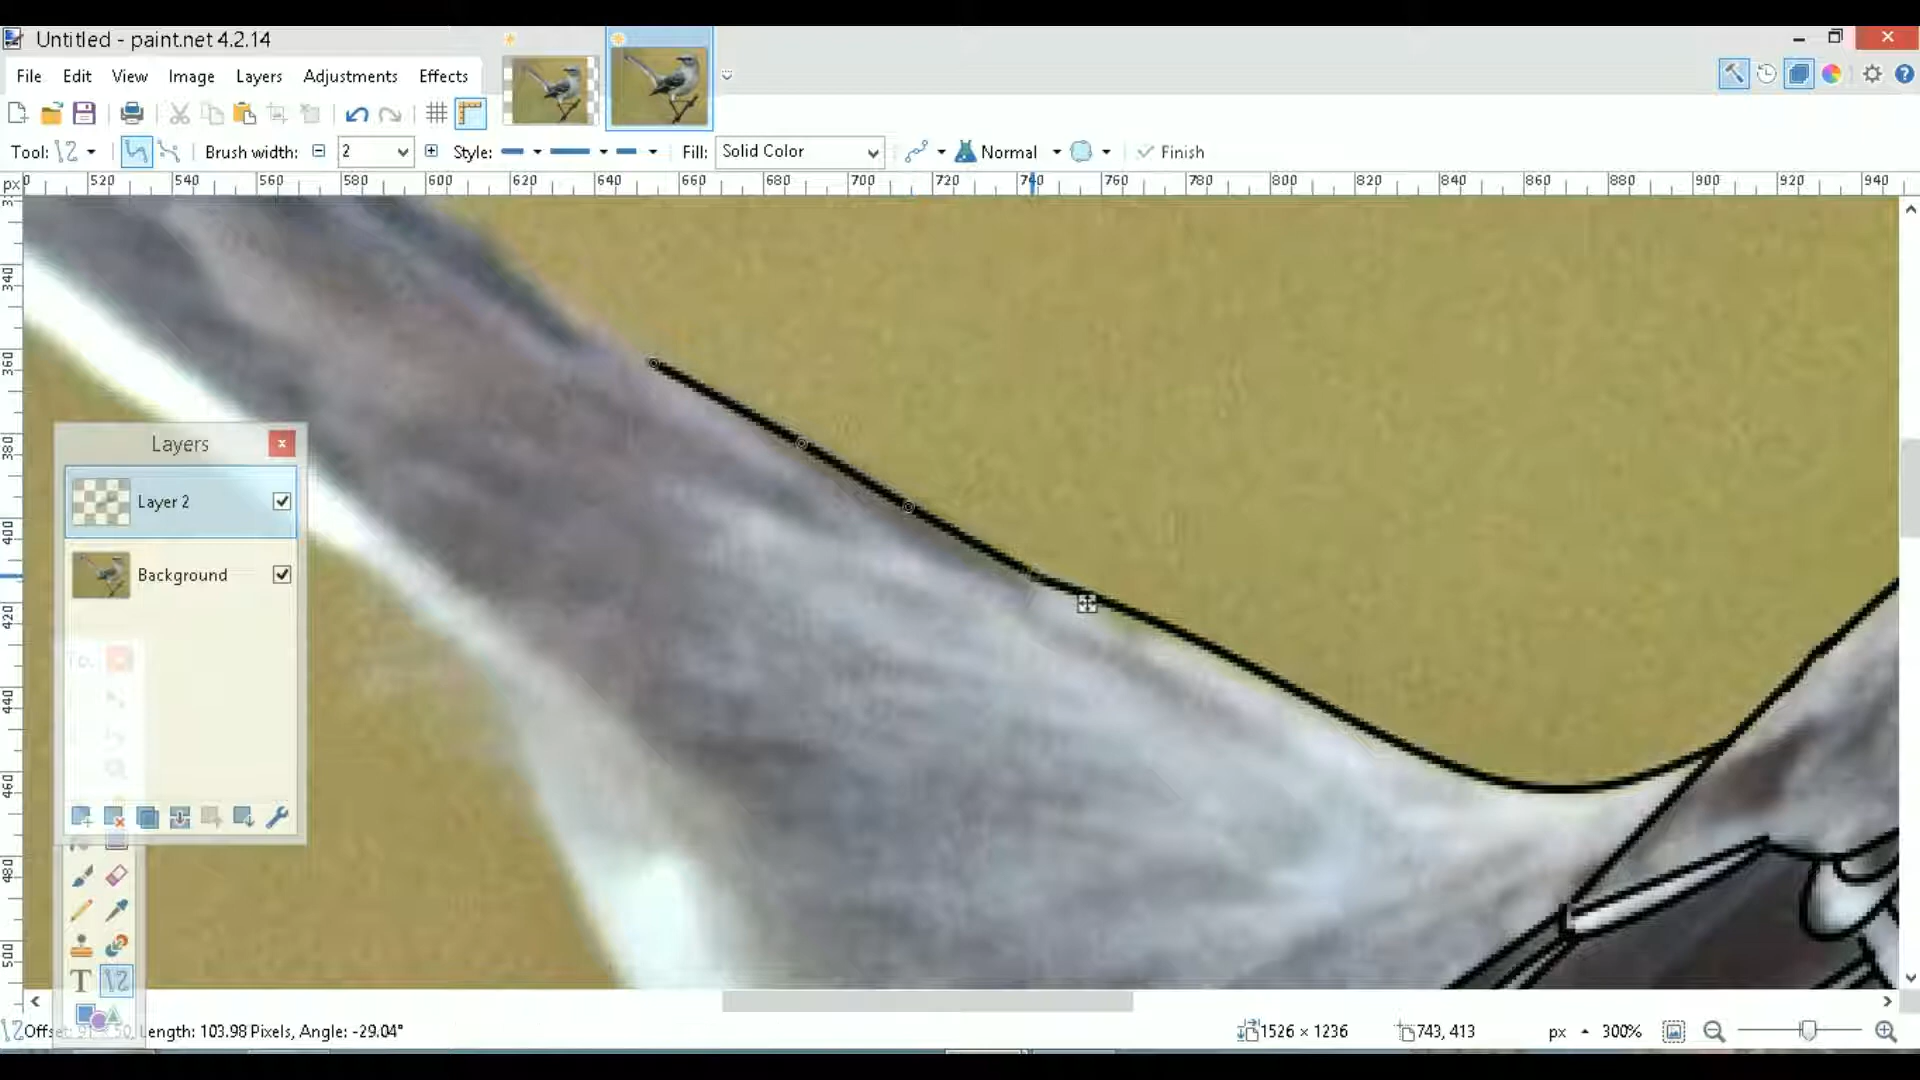 Untitled - paint.net 4.2.14
File Edit View Image Layers Adjustments Effects
Tool: Brush width: 2 Style: Fill: Solid Color Normal Finish
px 0 520 540 560 580 600 620 640 660 680 700 720 740 760 780 800 820 840 860 880 900 920 940
340
360
380
400
420
440
460
480
500
Layers
Layer 2
Background
T
Length: 103.98 Pixels, Angle: -29.04° 1526 × 1236 743, 413 px 300%